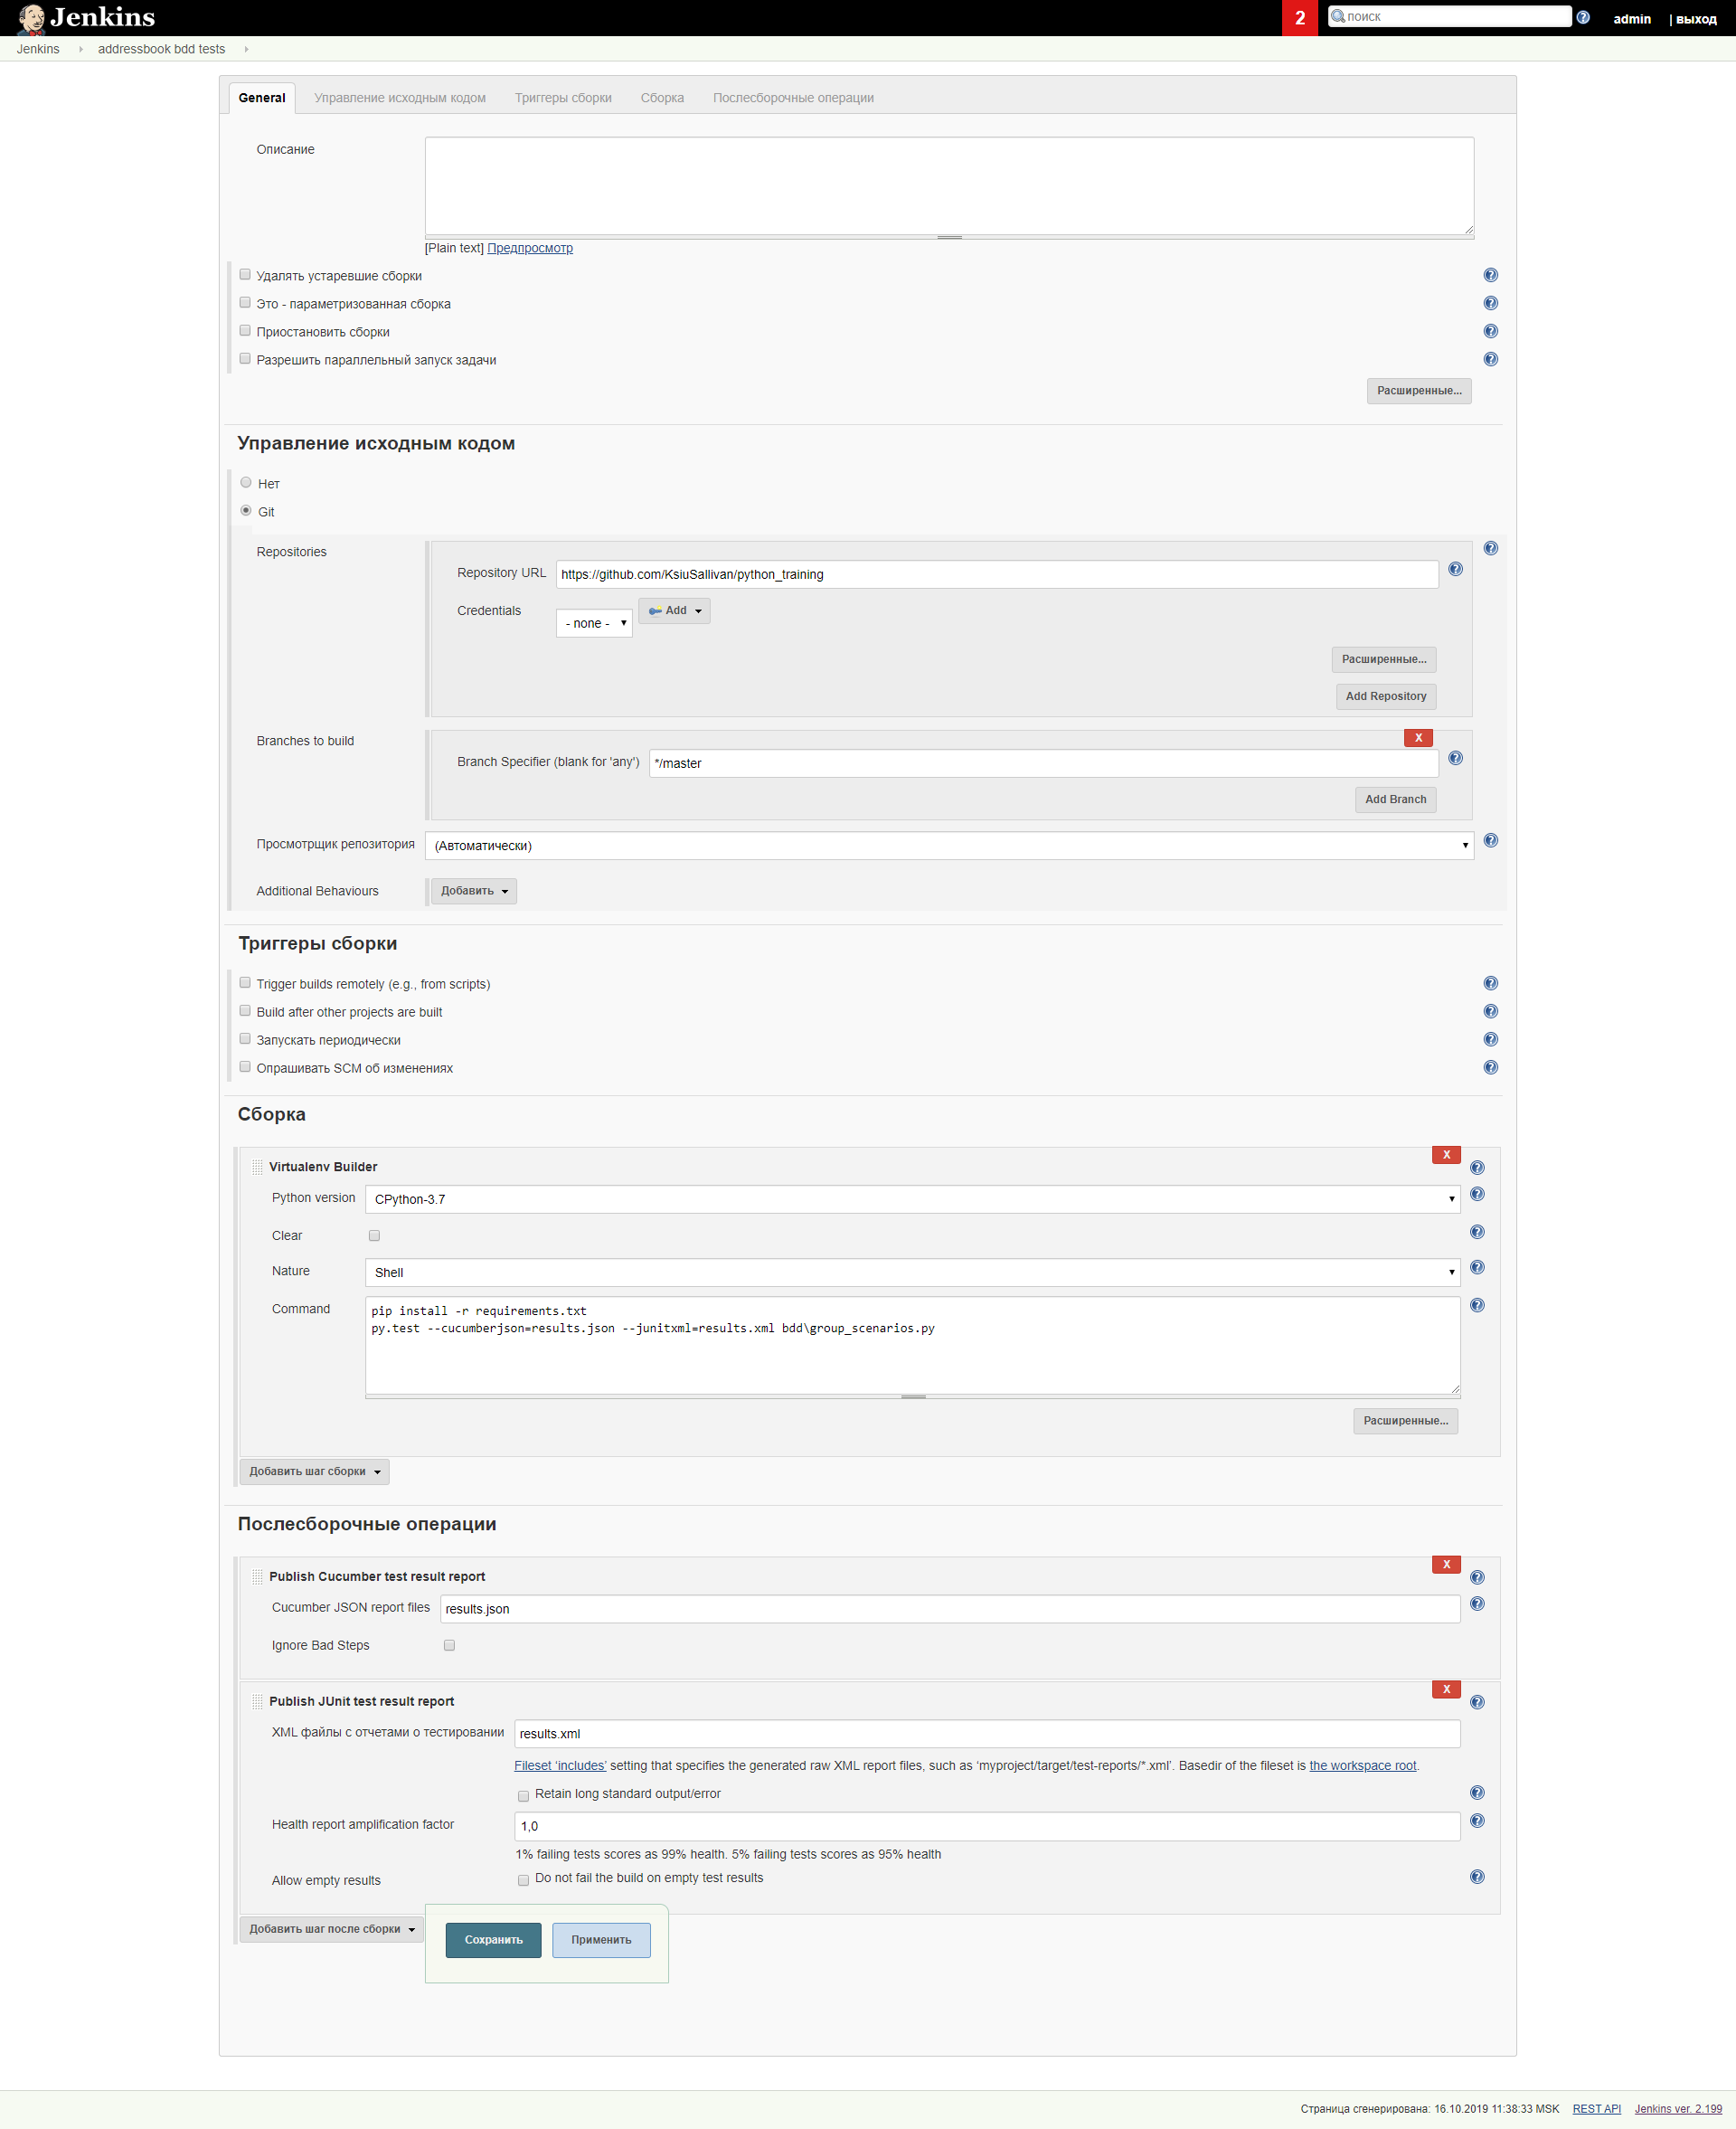 Jenkins
2
поиск
admin
| выход
Jenkins
addressbook bdd tests
General
Управление исходным кодом
Триггеры сборки
Сборка
Послесборочные операции
Описание
[Plain text] Предпросмотр
Удалять устаревшие сборки
Это - параметризованная сборка
Приостановить сборки
Разрешить параллельный запуск задачи
Расширенные...
Управление исходным кодом
Нет
Git
Repositories
Repository URL
https://github.com/KsiuSallivan/python_training
Credentials
- none -
Add
Расширенные...
Add Repository
Branches to build
X
Branch Specifier (blank for 'any')
*/master
Add Branch
Просмотрщик репозитория
(Автоматически)
Additional Behaviours
Добавить
Триггеры сборки
Trigger builds remotely (e.g., from scripts)
Build after other projects are built
Запускать периодически
Опрашивать SCM об изменениях
Сборка
X
Virtualenv Builder
Python version
CPython-3.7
Clear
Nature
Shell
Command
pip install -r requirements.txt
py.test --cucumberjson=results.json --junitxml=results.xml bdd\group_scenarios.py
Расширенные...
Добавить шаг сборки
Послесборочные операции
X
Publish Cucumber test result report
Cucumber JSON report files
results.json
Ignore Bad Steps
X
Publish JUnit test result report
XML файлы с отчетами о тестировании
results.xml
Fileset ‘includes’ setting that specifies the generated raw XML report files, such as ‘myproject/target/test-reports/*.xml’. Basedir of the fileset is the workspace root.
Retain long standard output/error
Health report amplification factor
1,0
1% failing tests scores as 99% health. 5% failing tests scores as 95% health
Allow empty results
Do not fail the build on empty test results
Добавить шаг после сборки
Сохранить
Применить
Страница сгенерирована: 16.10.2019 11:38:33 MSK
REST API
Jenkins ver. 2.199